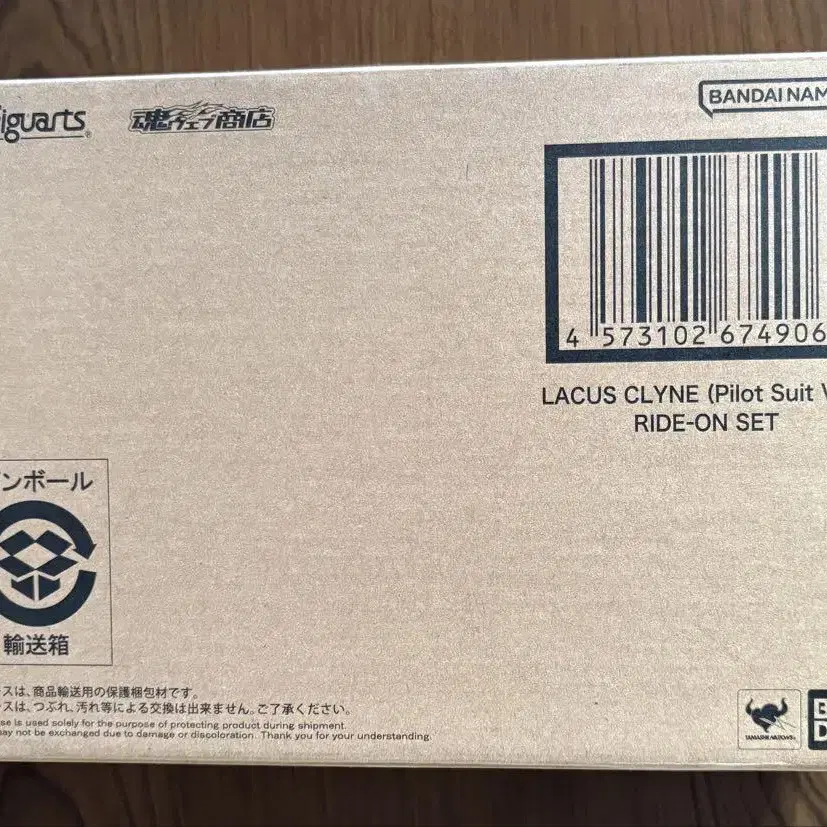 iguarts
魂ウェブ商店
BANDAI NAM
4 573102 674906
LACUS CLYNE (Pilot Suit V
RIDE-ON SET
ンボール
輸送箱
スは、商品輸送用の保護梱包材です。
スは、つぶれ、汚れ等による交換は出来ません。ご了承ください。
se is used solely for the purpose of protecting product during shipment.
may not be exchanged due to damage or discoloration. Thank you for your understanding.
TAMASHII NATIONS
B
D